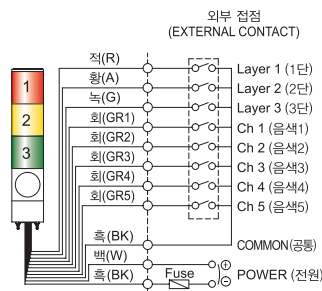 외부 접점
(EXTERNAL CONTACT)
적(R)
Layer 1 (1단)
황(A)
Layer 2 (2단)
녹(G)
Layer 3 (3단)
회(GR1)
Ch 1 (음색1)
회(GR2)
Ch 2 (음색2)
회(GR3)
Ch 3 (음색3)
회(GR4)
Ch 4 (음색4)
회(GR5)
Ch 5 (음색5)
1
2
3
흑(BK)
COMMON(공통)
백(W)
흑(BK)
Fuse
⊕
⊖
POWER (전원)